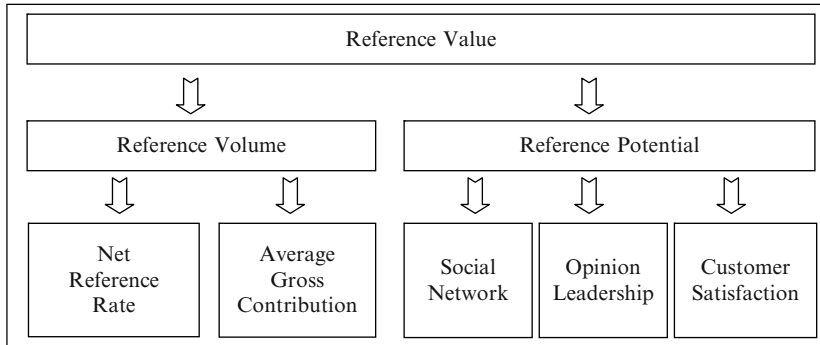 Reference Value
Reference Volume
Reference Potential
Net
Reference
Rate
Average
Gross
Contribution
Social
Network
Opinion
Leadership
Customer
Satisfaction